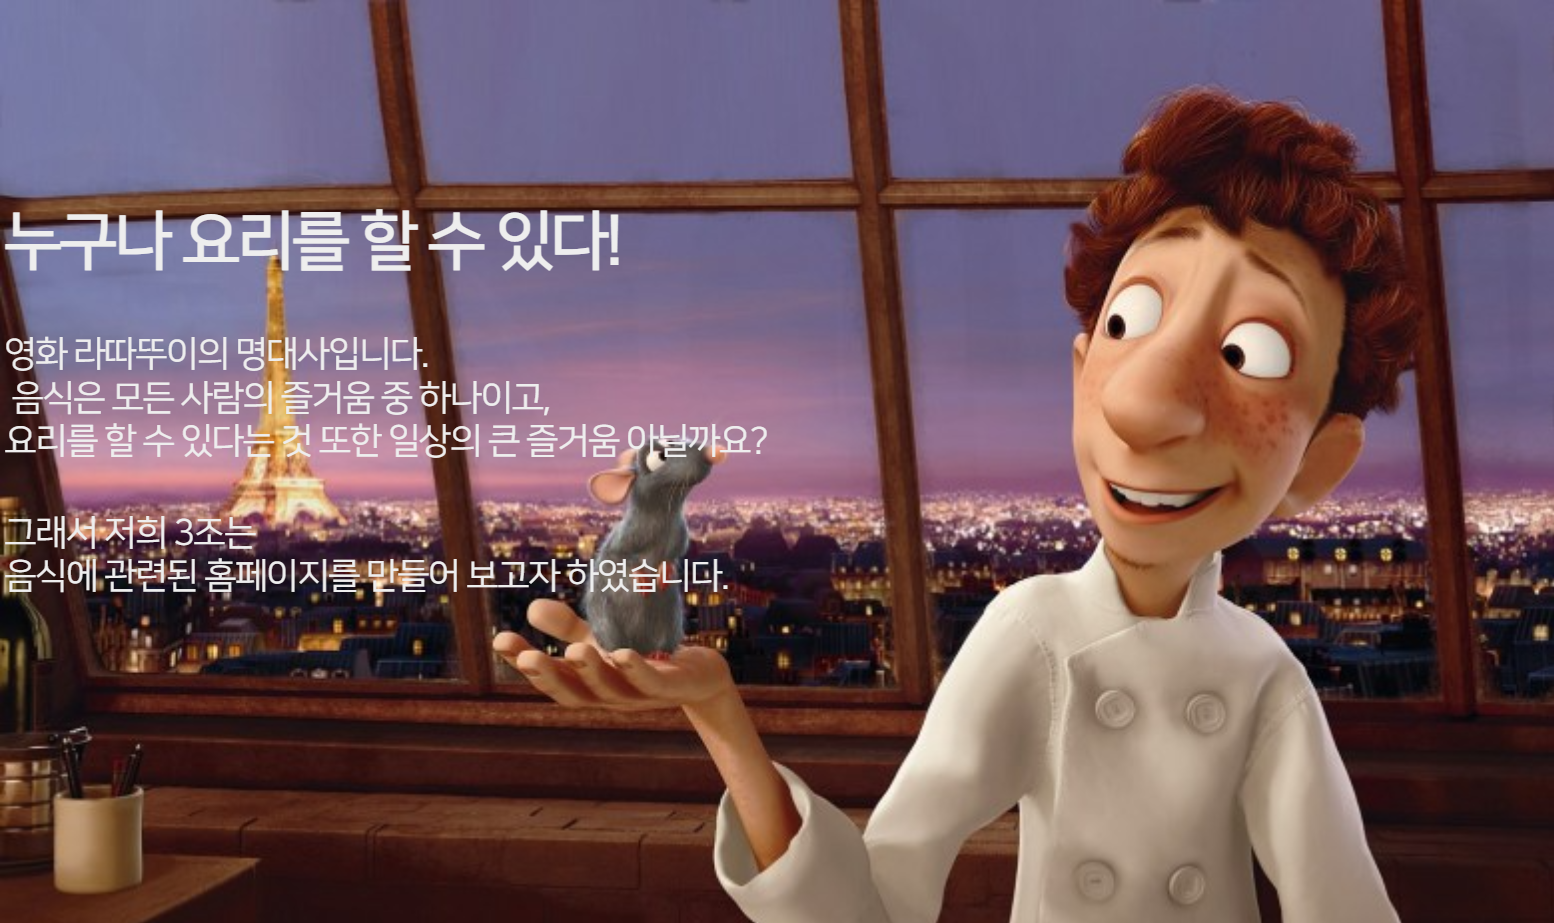 누구나 요리를 할 수 있다!
영화 라따뚜이의 명대사입니다.
음식은 모든 사람의 즐거움 중 하나이고,
요리를 할 수 있다는 것 또한 일상의 큰 즐거움 아닐까요?
그래서 저희 3조는
음식에 관련된 홈페이지를 만들어 보고자 하였습니다.